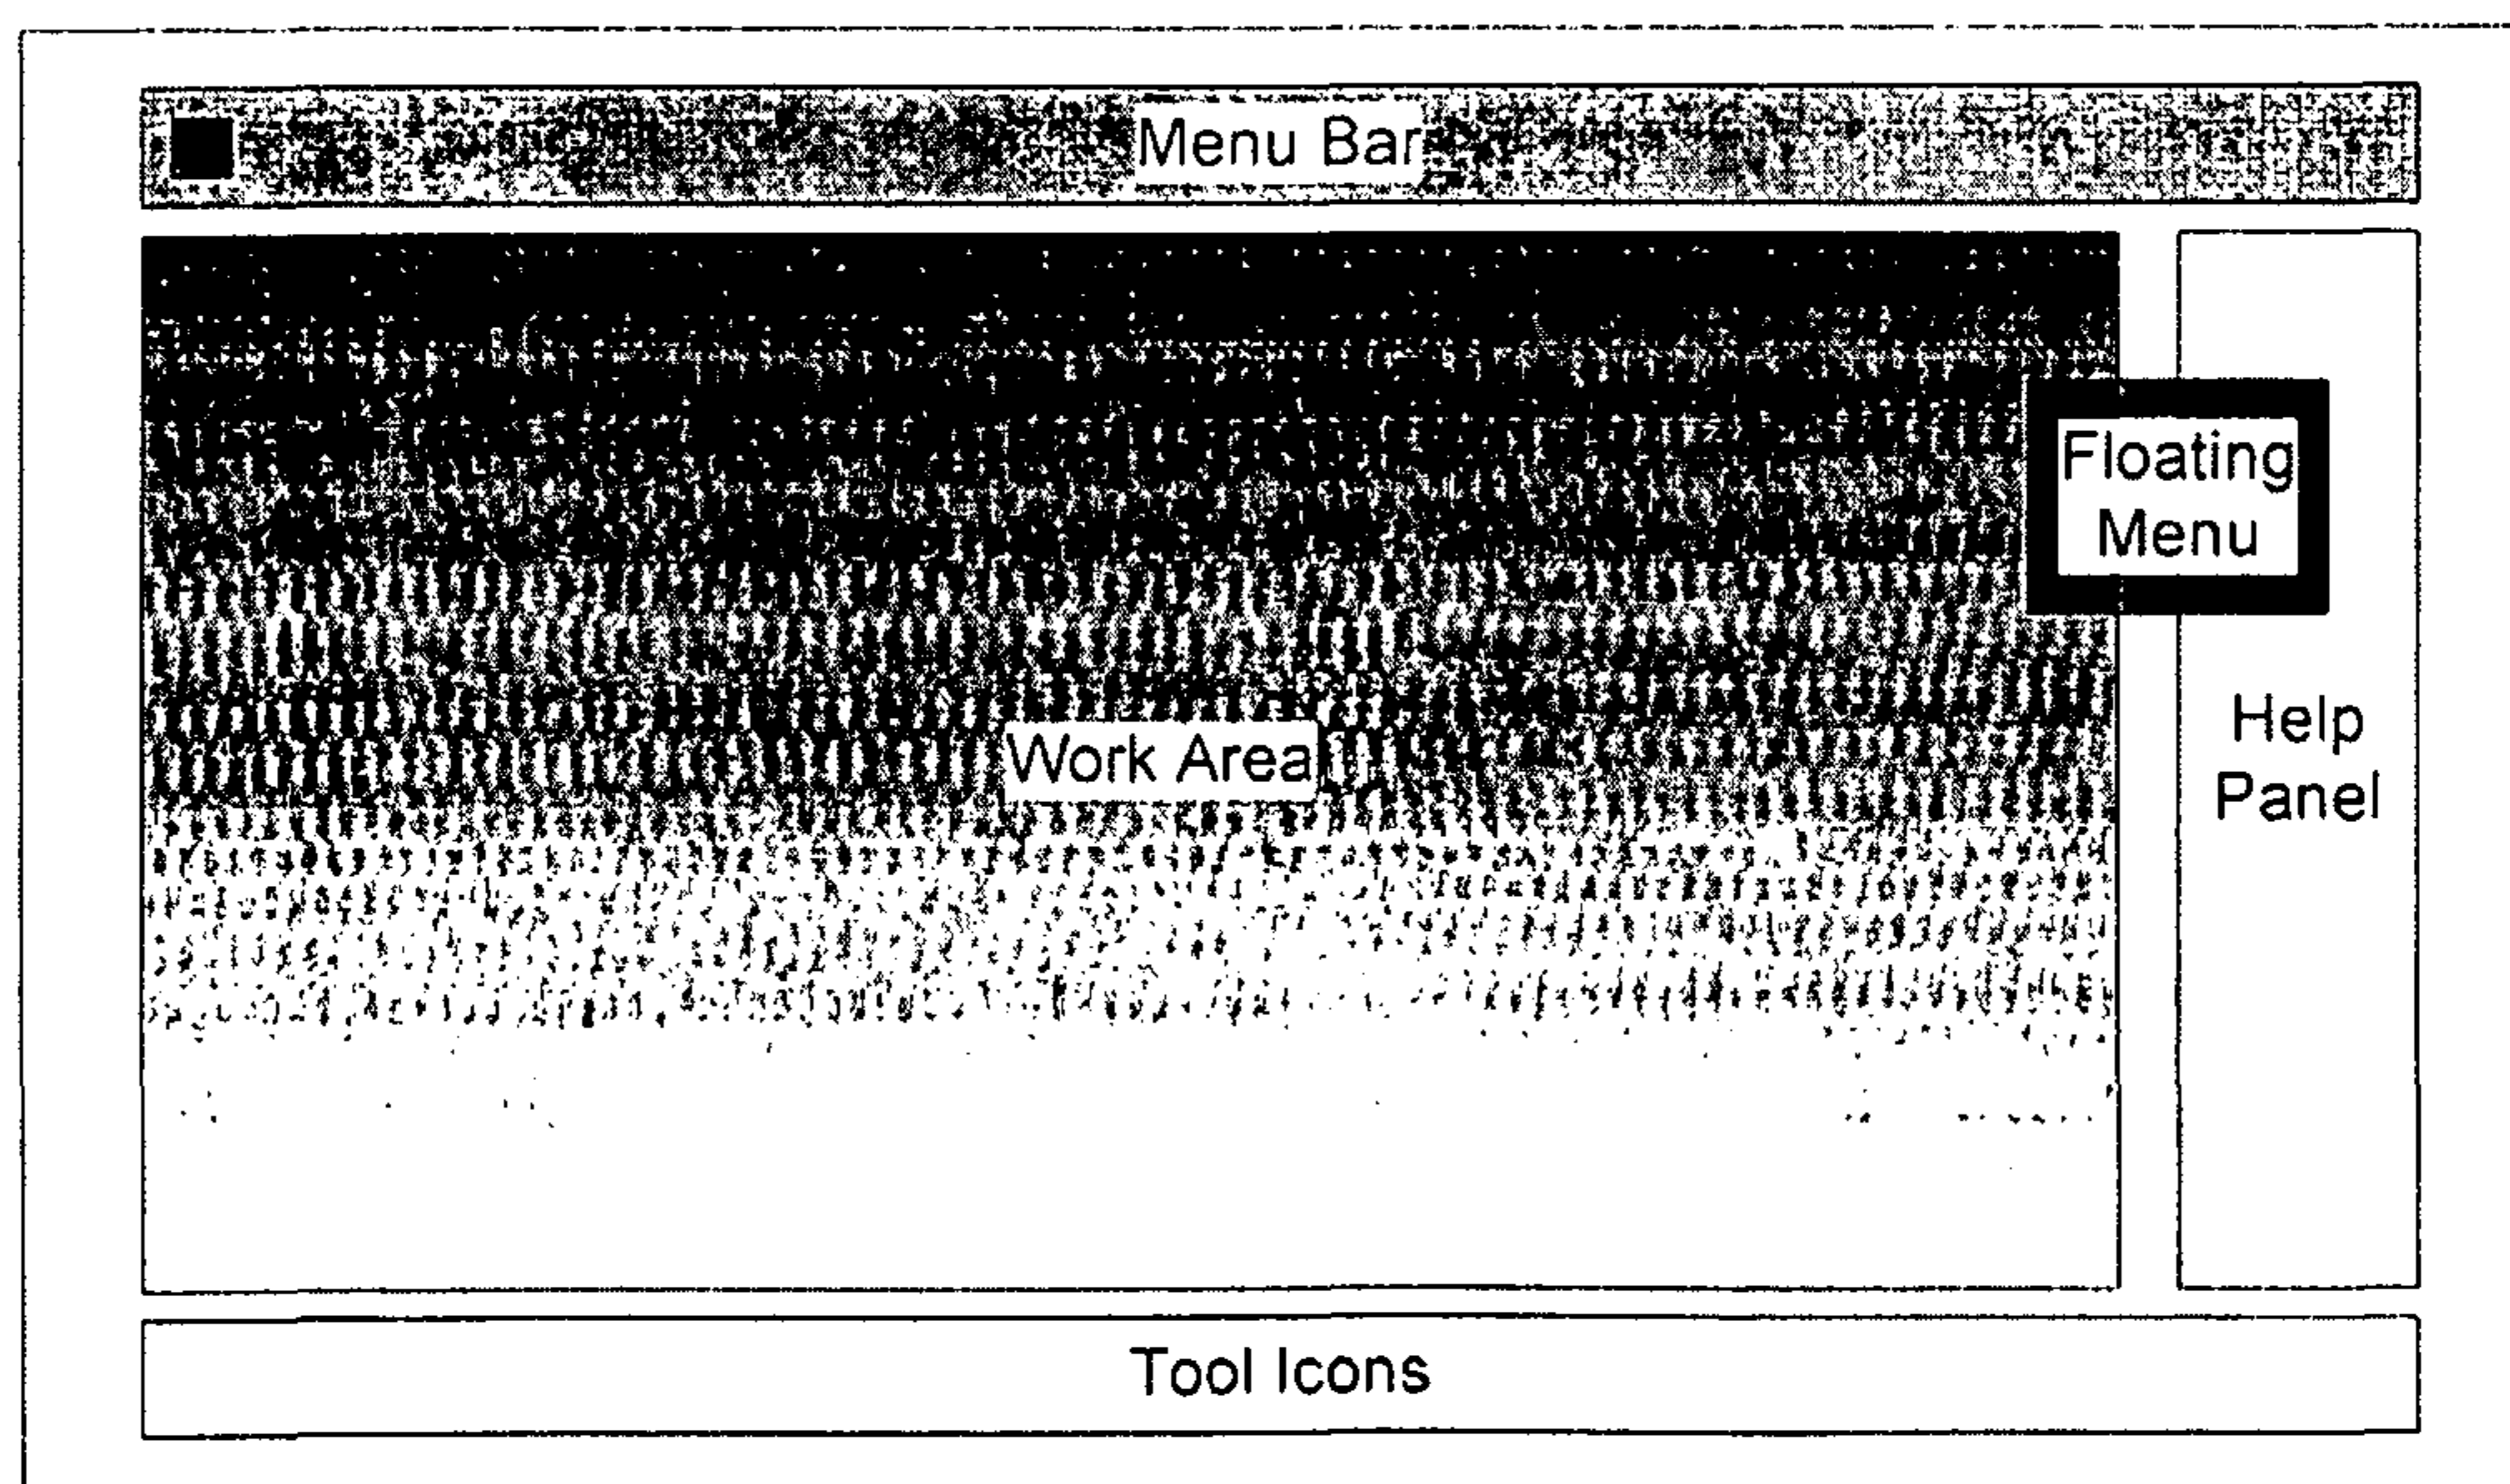 Menu Bar
Floating
Menu
Work Area
Help
Panel
Tool Icons